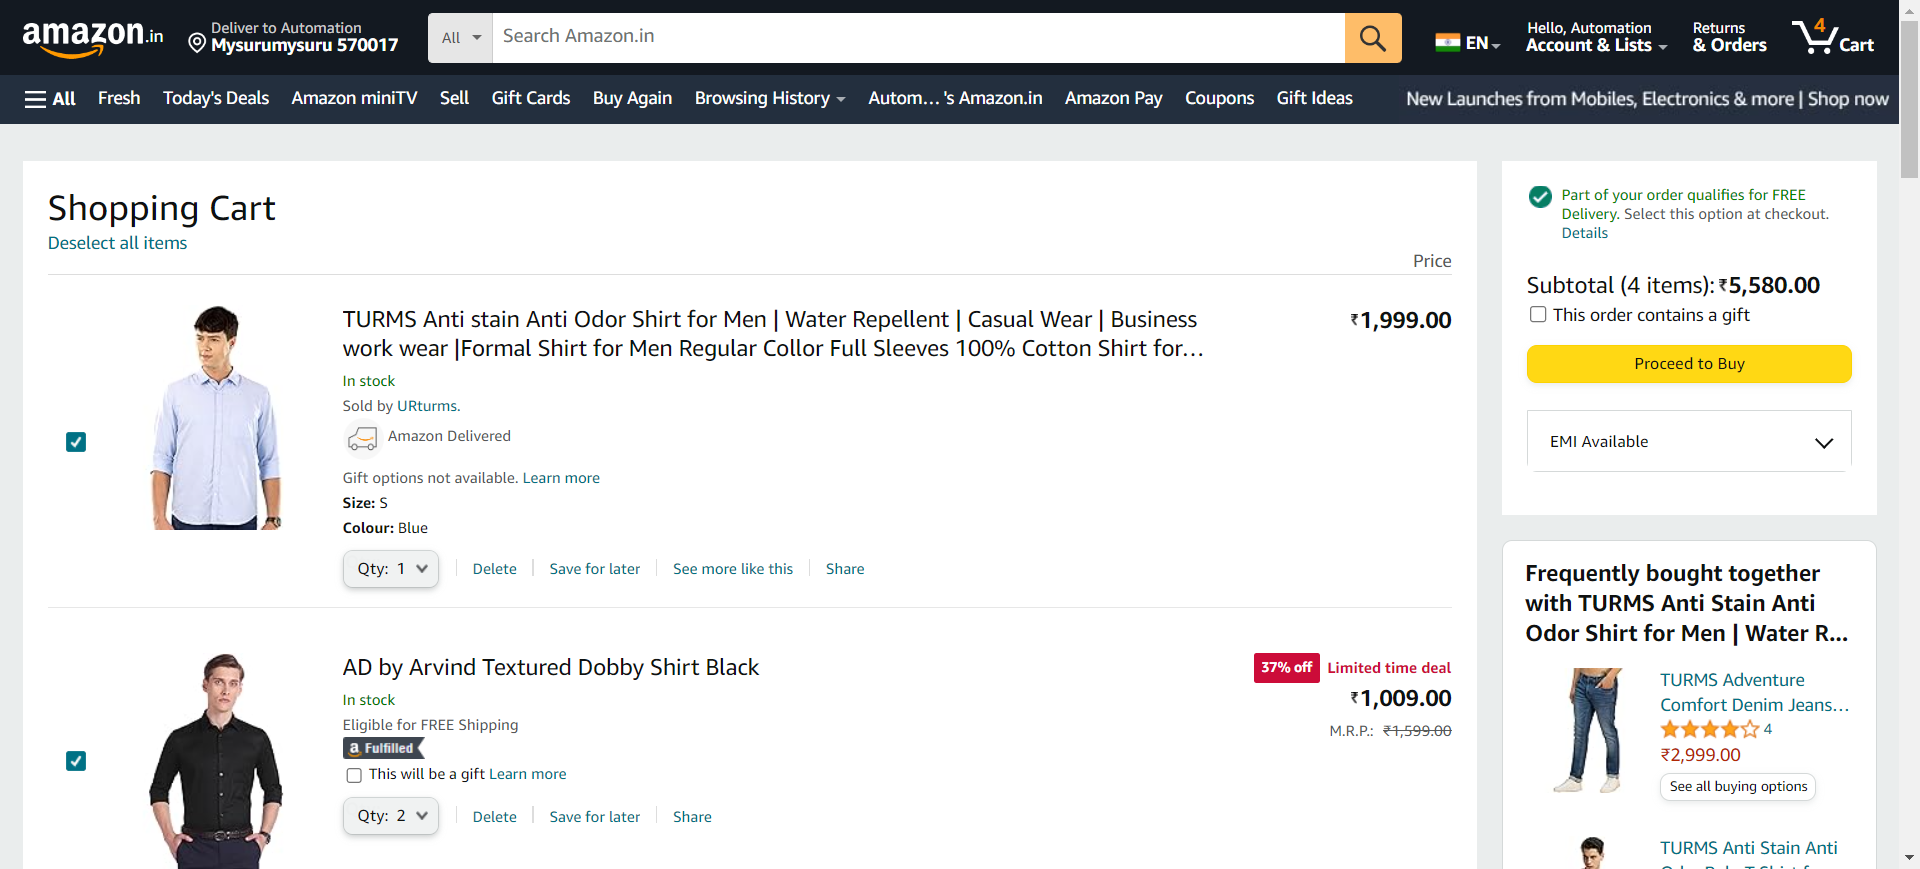 amazon.in
Deliver to Automation
Mysurumysuru 570017
All
Search Amazon.in
EN
Hello, Automation
Account & Lists
Returns
& Orders
4
Cart
All
Fresh
Today's Deals
Amazon miniTV
Sell
Gift Cards
Buy Again
Browsing History
Autom... 's Amazon.in
Amazon Pay
Coupons
Gift Ideas
New Launches from Mobiles, Electronics & more | Shop now
Shopping Cart
Deselect all items
Price
TURMS Anti stain Anti Odor Shirt for Men | Water Repellent | Casual Wear | Business
work wear |Formal Shirt for Men Regular Collor Full Sleeves 100% Cotton Shirt for...
₹1,999.00
In stock
Sold by URturms.
Amazon Delivered
Gift options not available. Learn more
Size: S
Colour: Blue
Qty: 1
Delete
Save for later
See more like this
Share
AD by Arvind Textured Dobby Shirt Black
37% off
Limited time deal
₹1,009.00
M.R.P.: ₹1,599.00
In stock
Eligible for FREE Shipping
a Fulfilled
This will be a gift Learn more
Qty: 2
Delete
Save for later
Share
Part of your order qualifies for FREE
Delivery. Select this option at checkout.
Details
Subtotal (4 items): ₹5,580.00
This order contains a gift
Proceed to Buy
EMI Available
Frequently bought together
with TURMS Anti Stain Anti
Odor Shirt for Men | Water R...
TURMS Adventure
Comfort Denim Jeans...
4
₹2,999.00
See all buying options
TURMS Anti Stain Anti